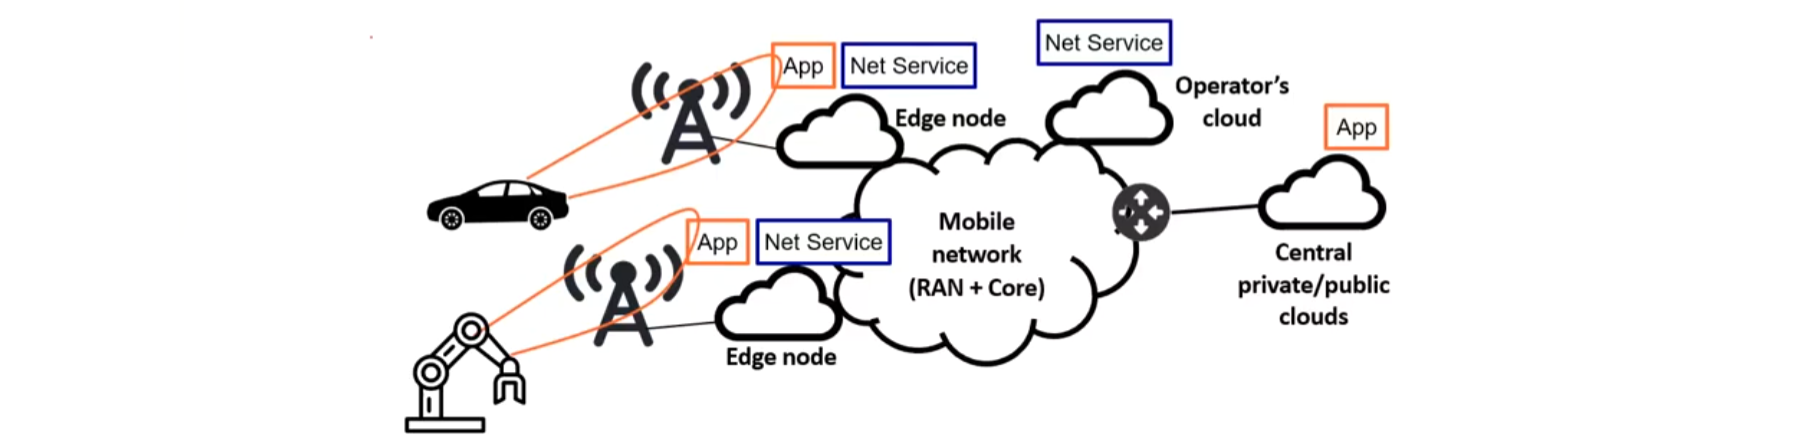 Net Service
App
Net Service
Operator's
cloud
Edge node
App
Mobile
network
(RAN + Core)
App
Net Service
Central
private/public
clouds
Edge node